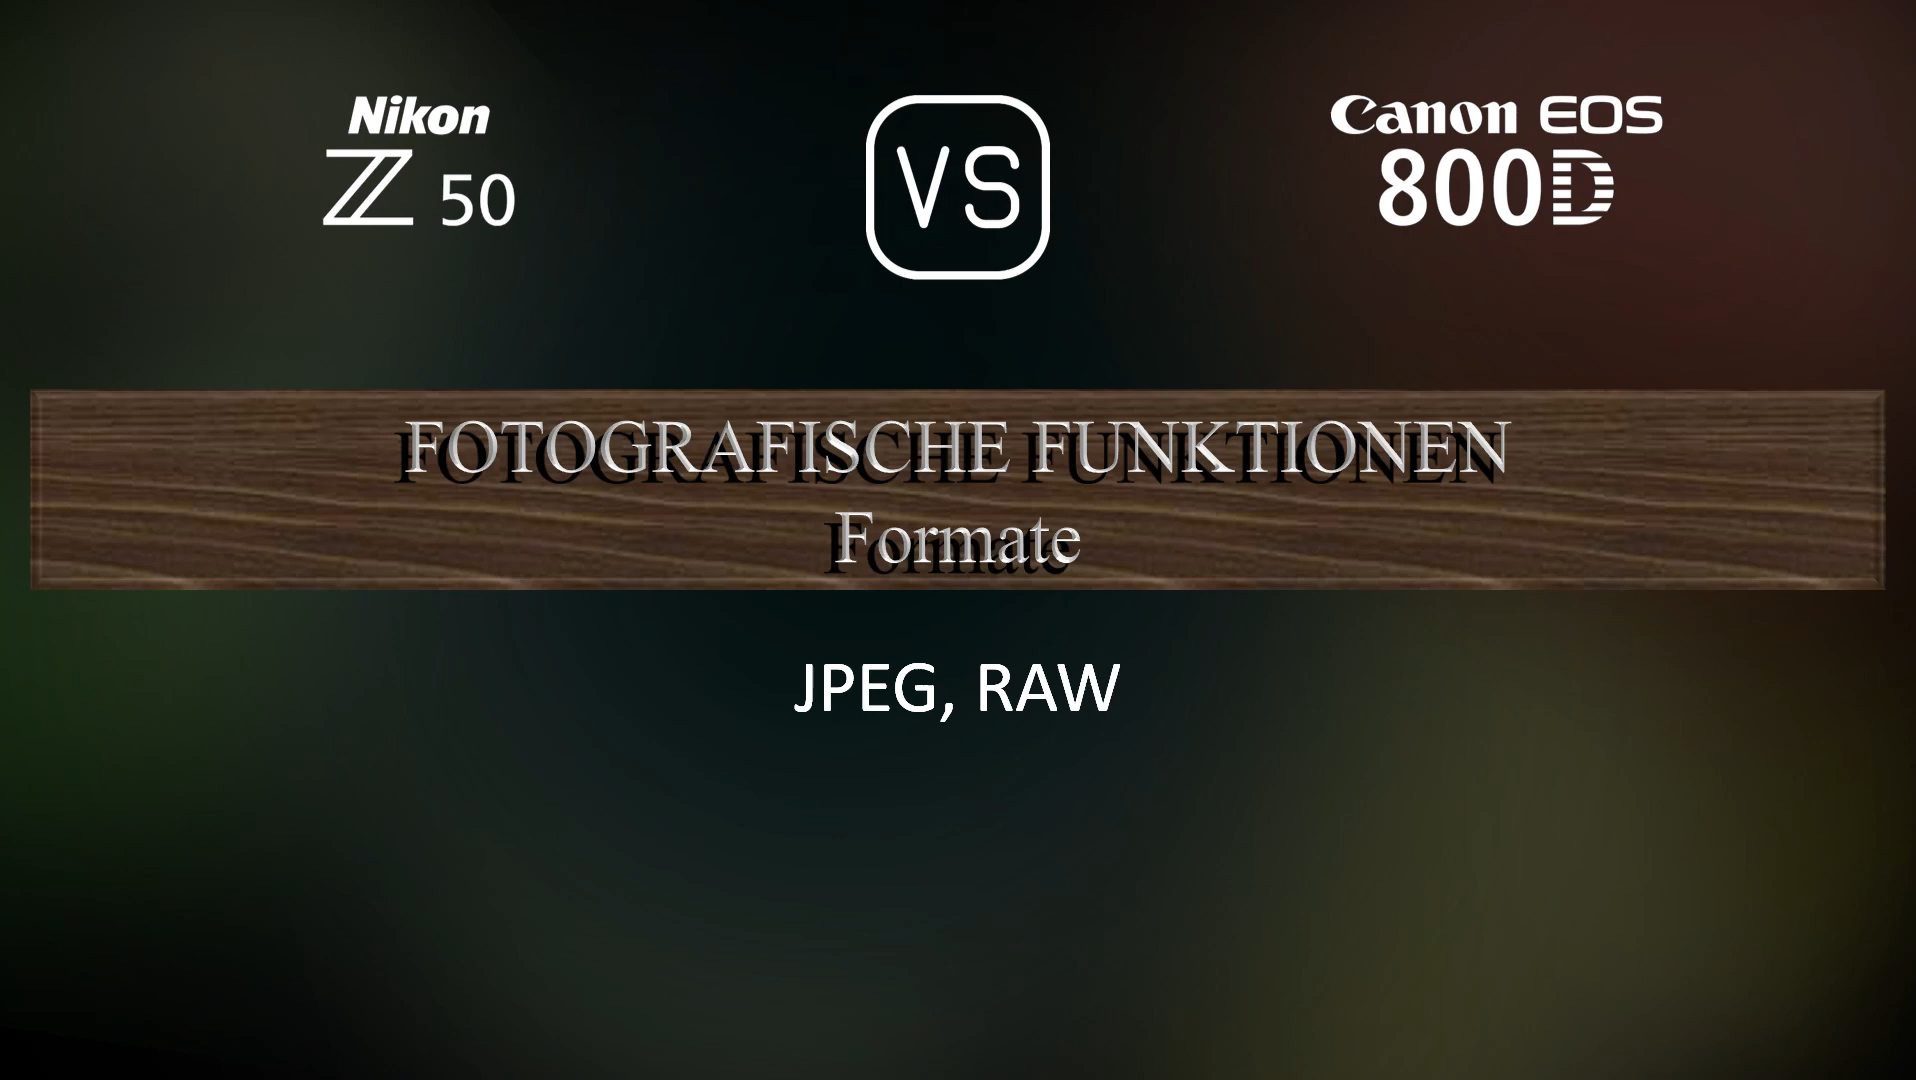 Nikon
Z 50
VS
Canon EOS
800D
FOTOGRAFISCHE FUNKTIONEN
Formate
JPEG, RAW